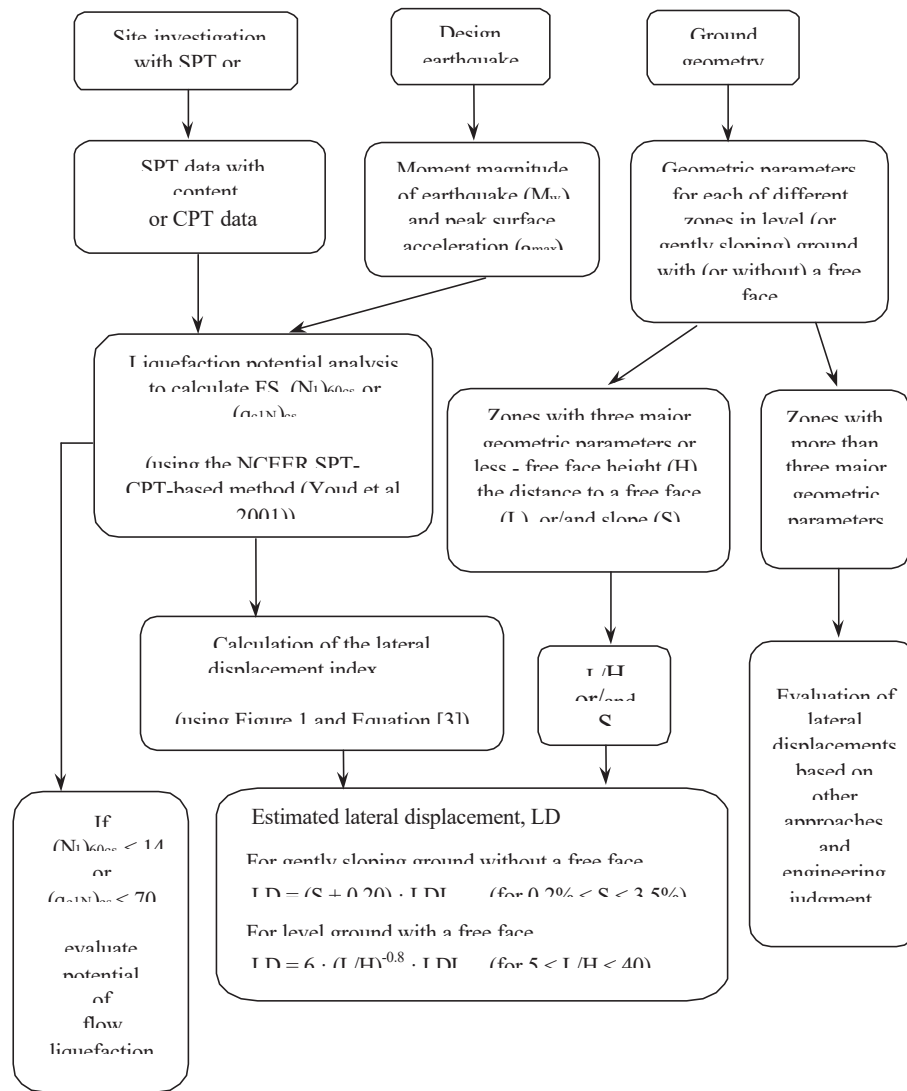 Site investigation
with SPT or
Design
earthquake
Ground
geometry
SPT data with
content
or CPT data
Moment magnitude
of earthquake (Mw)
and peak surface
acceleration (amax)
Geometric parameters
for each of different
zones in level (or
gently sloping) ground
with (or without) a free
face
Liquefaction potential analysis
to calculate FS, (N1)60cs or
(qc1N)cs
(using the NCEER SPT-
CPT-based method (Youd et al
2001))
Zones with three major
geometric parameters or
less - free face height (H)
the distance to a free face
(L) or/and slope (S)
Zones with
more than
three major
geometric
parameters
Calculation of the lateral
displacement index
(using Figure 1 and Equation [3])
L/H
or/and
S
Evaluation of
lateral
displacements
based on
other
approaches
and
engineering
judgment
If
(N1)60cs < 14
or
(qc1N)cs < 70
evaluate
potential
of
flow
liquefaction
Estimated lateral displacement, LD
For gently sloping ground without a free face
LD = (S + 0.20) · LDI (for 0.2% < S < 3.5%)
For level ground with a free face
LD = 6 · (L/H)^-0.8 · LDI (for 5 < L/H < 40)